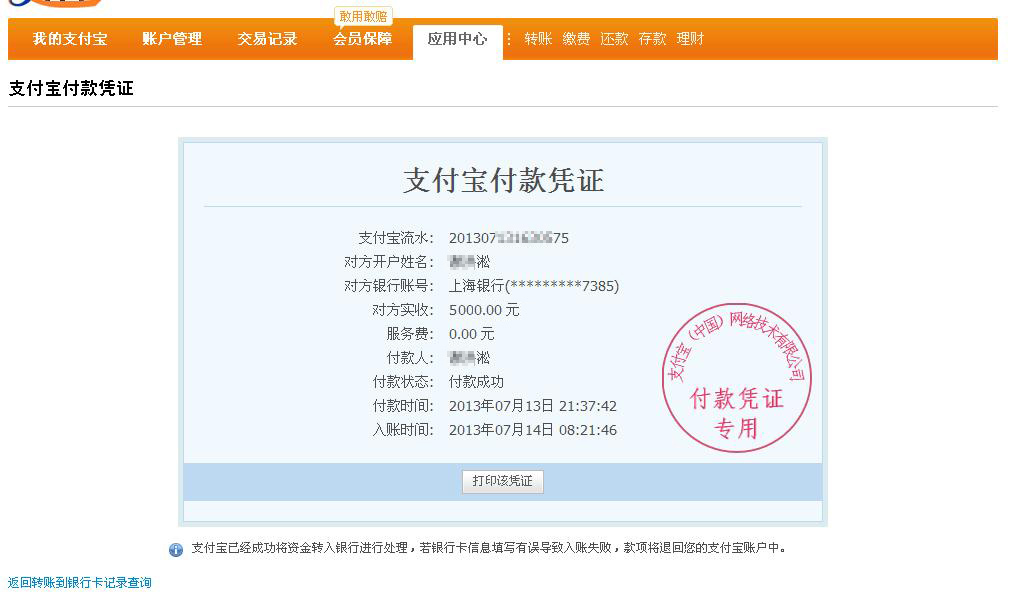 敢用敢赔
我的支付宝 账户管理 交易记录 会员保障 应用中心 : 转账 缴费 还款 存款 理财
支付宝付款凭证
支付宝付款凭证
支付宝流水: 201307 75
对方开户姓名: 淞
对方银行账号: 上海银行(*********7385)
对方实收: 5000.00 元
服务费: 0.00 元
付款人: 淞
付款状态: 付款成功
付款时间: 2013年07月13日 21:37:42
入账时间: 2013年07月14日 08:21:46
支付宝（中国）网络技术有限公司
付款凭证
专用
打印该凭证
支付宝已经成功将资金转入银行进行处理，若银行卡信息填写有误导致入账失败，款项将退回您的支付宝账户中。
返回转账到银行卡记录查询